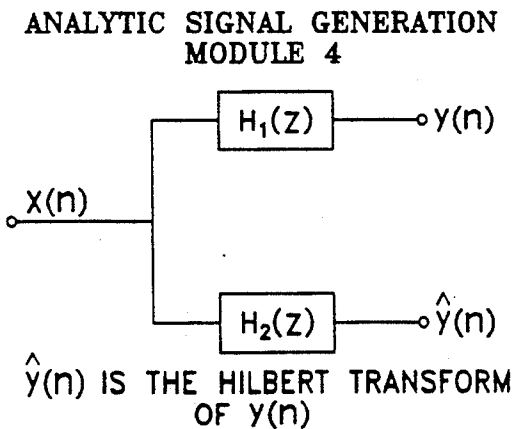 ANALYTIC SIGNAL GENERATION
MODULE 4
H₁(Z)
y(n)
X(n)
H₂(Z)
ŷ(n)
ŷ(n) IS THE HILBERT TRANSFORM
OF y(n)